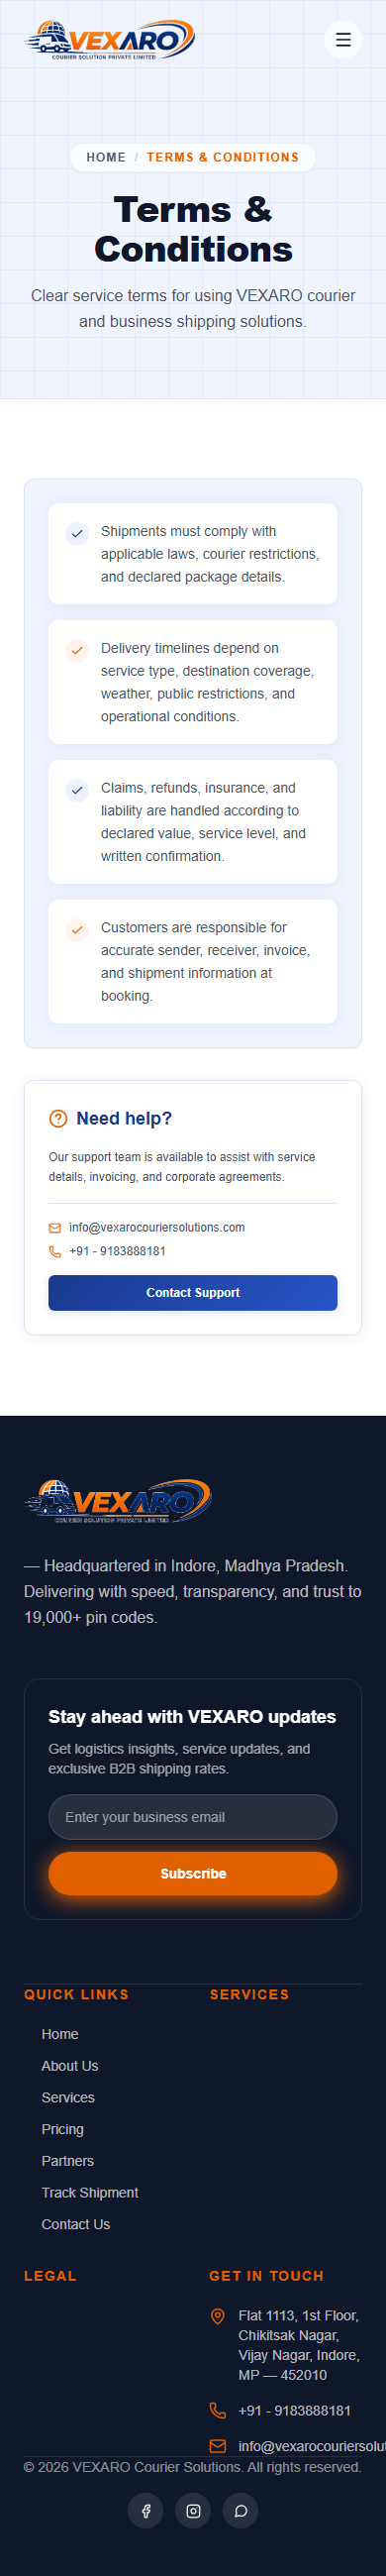 VEXARO
COURIER SOLUTION PRIVATE LIMITED
HOME / TERMS & CONDITIONS
Terms &
Conditions
Clear service terms for using VEXARO courier
and business shipping solutions.
Shipments must comply with
applicable laws, courier restrictions,
and declared package details.
Delivery timelines depend on
service type, destination coverage,
weather, public restrictions, and
operational conditions.
Claims, refunds, insurance, and
liability are handled according to
declared value, service level, and
written confirmation.
Customers are responsible for
accurate sender, receiver, invoice,
and shipment information at
booking.
Need help?
Our support team is available to assist with service
details, invoicing, and corporate agreements.
info@vexarocouriersolutions.com
+91 - 9183888181
Contact Support
VEXARO
COURIER SOLUTION PRIVATE LIMITED
— Headquartered in Indore, Madhya Pradesh.
Delivering with speed, transparency, and trust to
19,000+ pin codes.
Stay ahead with VEXARO updates
Get logistics insights, service updates, and
exclusive B2B shipping rates.
Enter your business email
Subscribe
QUICK LINKS
Home
About Us
Services
Pricing
Partners
Track Shipment
Contact Us
SERVICES
LEGAL
GET IN TOUCH
Flat 1113, 1st Floor,
Chikitsak Nagar,
Vijay Nagar, Indore,
MP — 452010
+91 - 9183888181
info@vexarocouriersolut
© 2026 VEXARO Courier Solutions. All rights reserved.